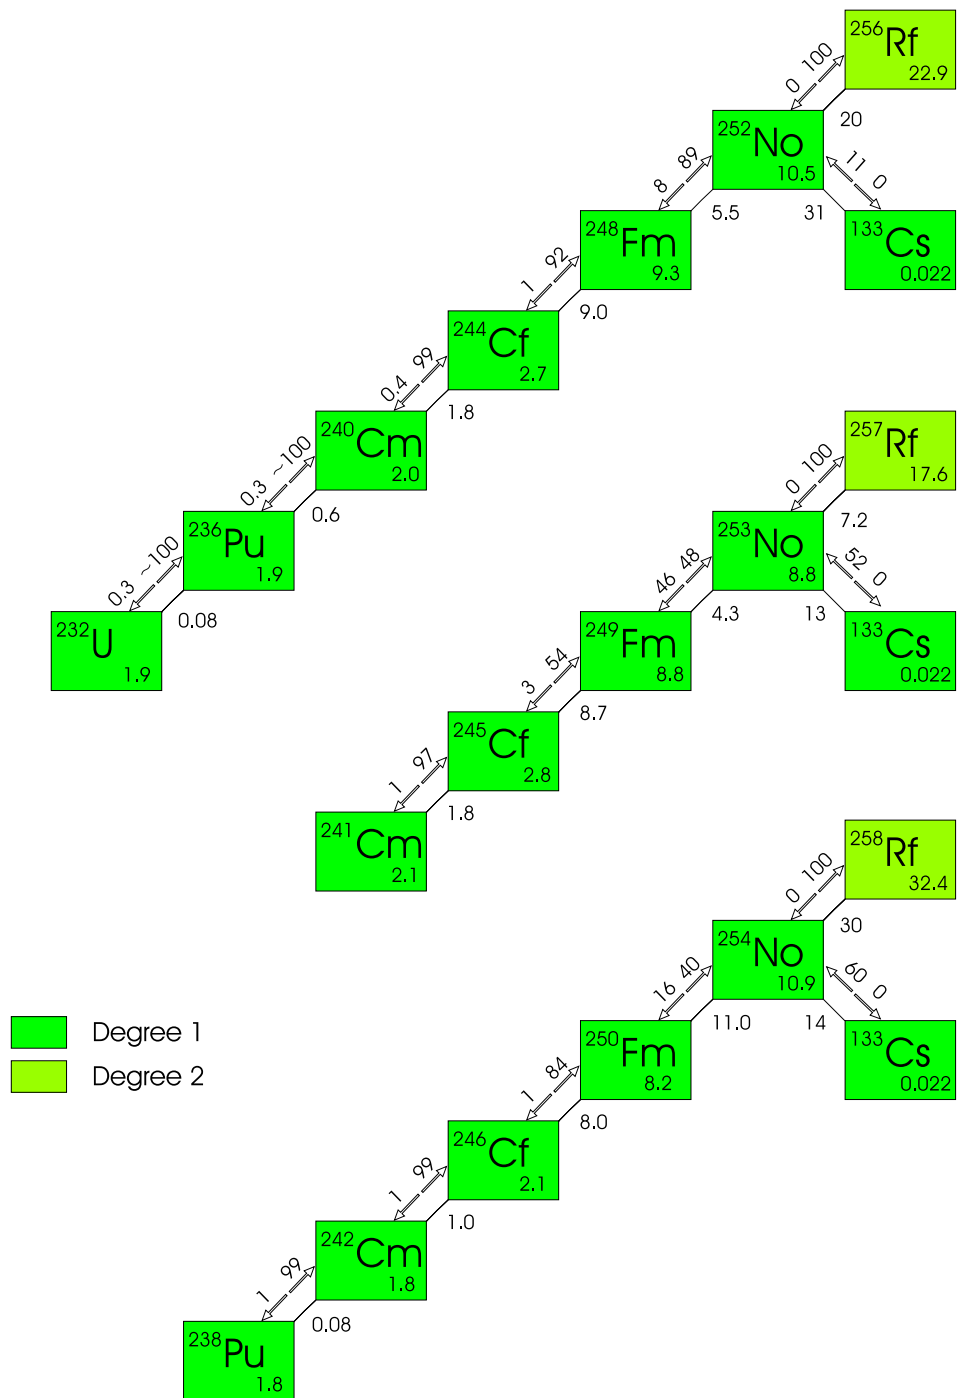 256Rf
22.9
0 100
20
252No
10.5
8 89
11 0
5.5
31
248Fm
9.3
133Cs
0.022
1 92
9.0
244Cf
2.7
0.4 99
1.8
240Cm
2.0
0.3 ~100
0.6
236Pu
1.9
0.3 ~100
0.08
232U
1.9
257Rf
17.6
0 100
7.2
253No
8.8
46 48
52 0
4.3
13
249Fm
8.8
133Cs
0.022
3 54
8.7
245Cf
2.8
1 97
1.8
241Cm
2.1
258Rf
32.4
0 100
30
254No
10.9
16 40
60 0
11.0
14
250Fm
8.2
133Cs
0.022
Degree 1
Degree 2
1 84
8.0
246Cf
2.1
1 99
1.0
242Cm
1.8
1 99
0.08
238Pu
1.8